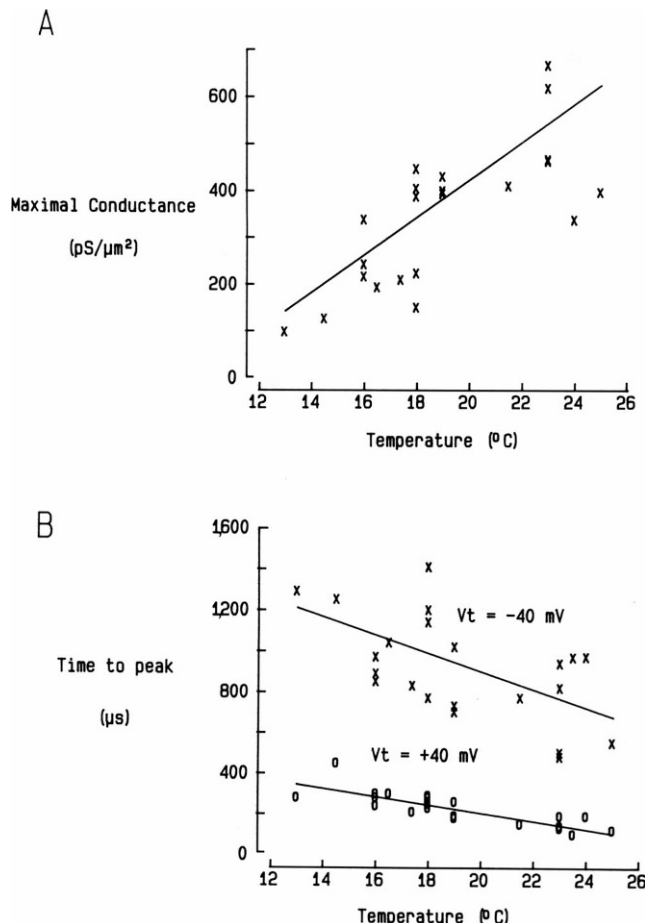 A
600
400
200
0
Maximal Conductance
(pS/µm²)
12 14 16 18 20 22 24 26
Temperature (ºC)
B
1,600
1200
800
400
0
Time to peak
(µs)
Vt = -40 mV
Vt = +40 mV
12 14 16 18 20 22 24 26
Temperature (ºC)